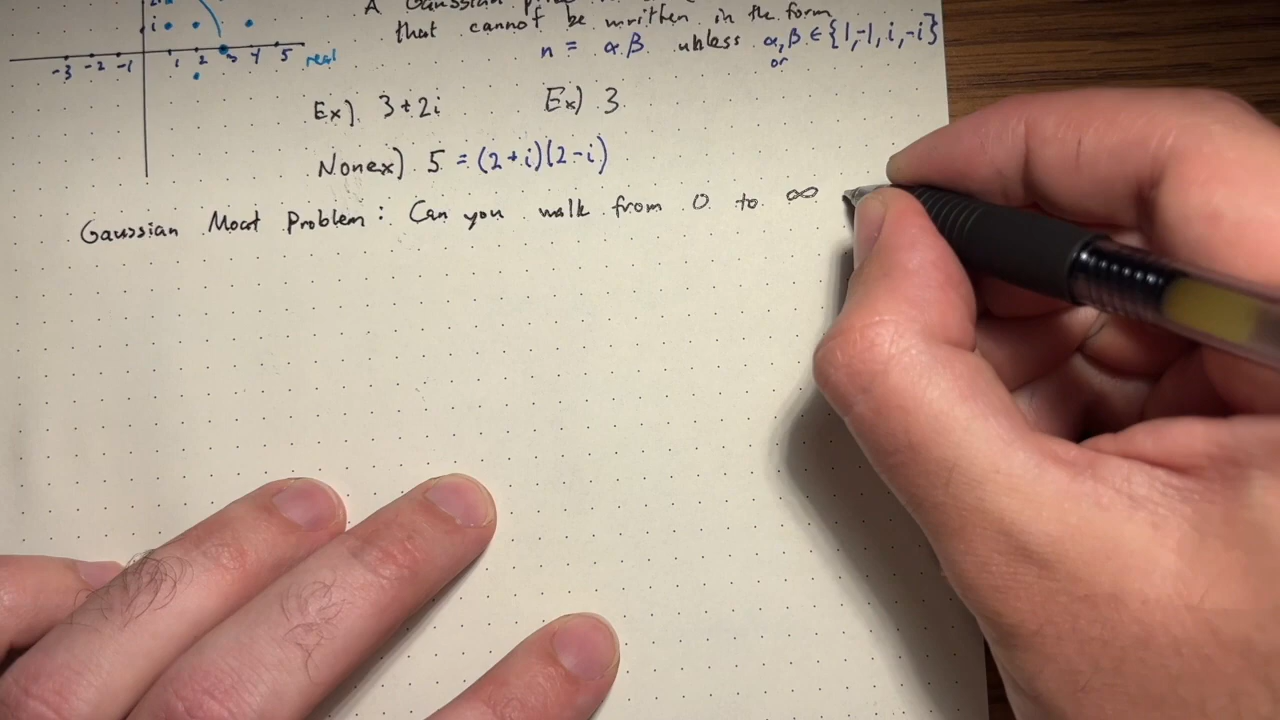 i
-3 -2 -1 1 2 3 4 5 real
A Gaussian
that cannot be written in the form
n = α β unless α, β ∈ {1, -1, i, -i}
or
Ex). 3+2i Ex) 3
Nonex) 5 = (2+i)(2-i)
Gaussian Moat Problem: Can you walk from 0 to ∞